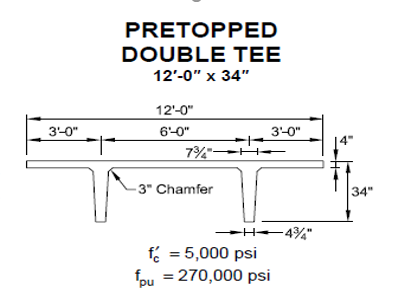 PRETOPPED
DOUBLE TEE
12'-0" x 34"
12'-0"
3'-0" 6'-0" 3'-0"
7¾" 4"
3" Chamfer 34"
4¾"
f′c = 5,000 psi
fpu = 270,000 psi